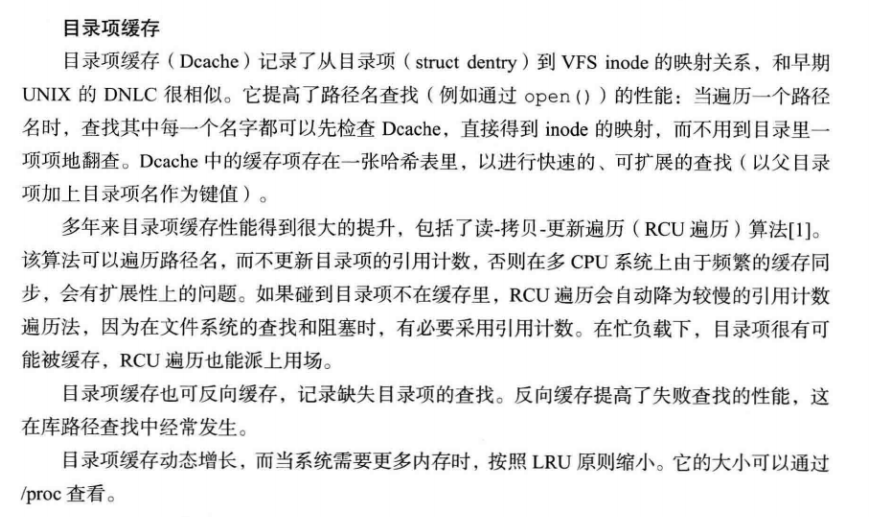 目录项缓存
目录项缓存（Dcache）记录了从目录项（struct dentry）到 VFS inode 的映射关系，和早期
UNIX 的 DNLC 很相似。它提高了路径名查找（例如通过 open()）的性能：当遍历一个路径
名时，查找其中每一个名字都可以先检查 Dcache，直接得到 inode 的映射，而不用到目录里一
项项地翻查。Dcache 中的缓存项存在一张哈希表里，以进行快速的、可扩展的查找（以父目录
项加上目录项名作为键值）。
多年来目录项缓存性能得到很大的提升，包括了读-拷贝-更新遍历（RCU 遍历）算法[1]。
该算法可以遍历路径名，而不更新目录项的引用计数，否则在多 CPU 系统上由于频繁的缓存同
步，会有扩展性上的问题。如果碰到目录项不在缓存里，RCU 遍历会自动降为较慢的引用计数
遍历法，因为在文件系统的查找和阻塞时，有必要采用引用计数。在忙负载下，目录项很有可
能被缓存，RCU 遍历也能派上用场。
目录项缓存也可反向缓存，记录缺失目录项的查找。反向缓存提高了失败查找的性能，这
在库路径查找中经常发生。
目录项缓存动态增长，而当系统需要更多内存时，按照 LRU 原则缩小。它的大小可以通过
/proc 查看。